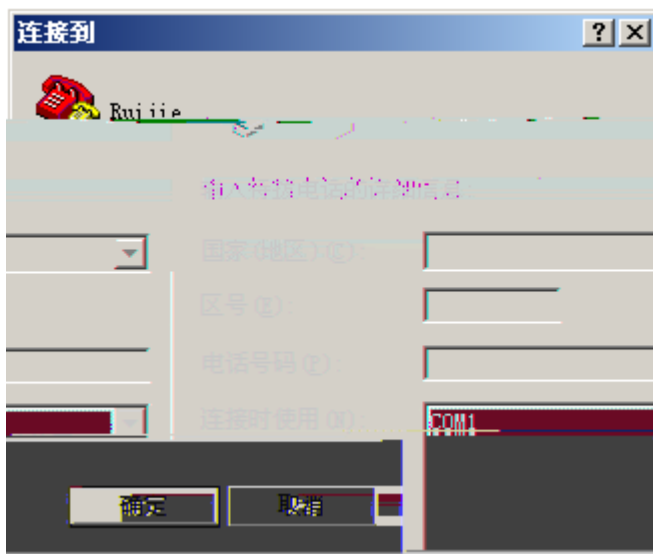 连接到
Rujjie
输入待拨电话的详细信息:
国家(地区)(C):
区号(E):
电话号码(P):
连接时使用(N):
COM1
确定
取消